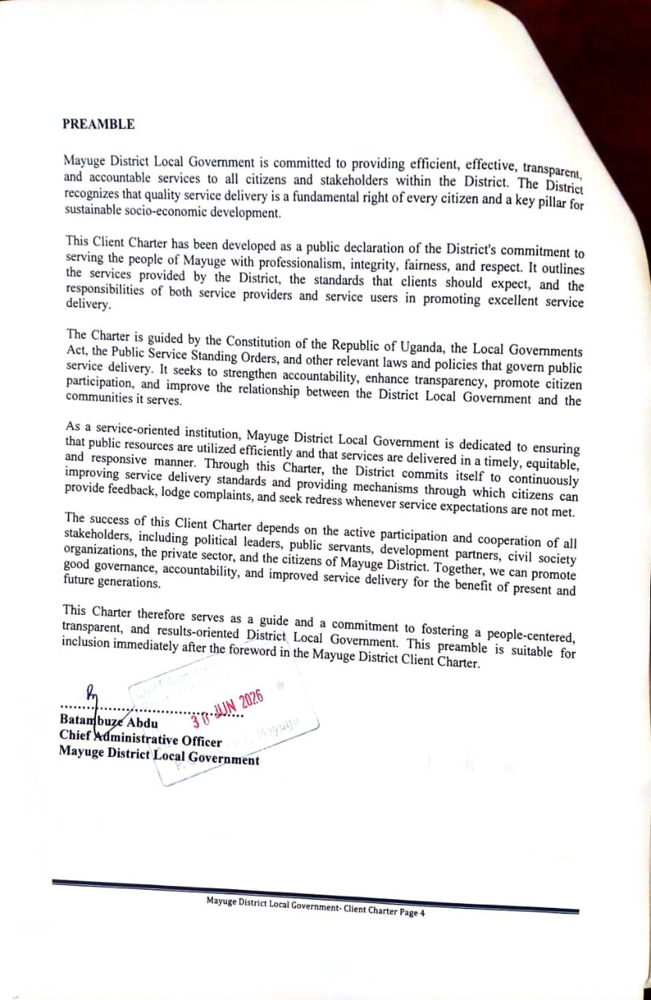 PREAMBLE
Mayuge District Local Government is committed to providing efficient, effective, transparent,
and accountable services to all citizens and stakeholders within the District. The District
recognizes that quality service delivery is a fundamental right of every citizen and a key pillar for
sustainable socio-economic development.
This Client Charter has been developed as a public declaration of the District's commitment to
serving the people of Mayuge with professionalism, integrity, fairness, and respect. It outlines
the services provided by the District, the standards that clients should expect, and the
responsibilities of both service providers and service users in promoting excellent service
delivery.
The Charter is guided by the Constitution of the Republic of Uganda, the Local Governments
Act, the Public Service Standing Orders, and other relevant laws and policies that govern public
service delivery. It seeks to strengthen accountability, enhance transparency, promote citizen
participation, and improve the relationship between the District Local Government and the
communities it serves.
As a service-oriented institution, Mayuge District Local Government is dedicated to ensuring
that public resources are utilized efficiently and that services are delivered in a timely, equitable,
and responsive manner. Through this Charter, the District commits itself to continuously
improving service delivery standards and providing mechanisms through which citizens can
provide feedback, lodge complaints, and seek redress whenever service expectations are not met.
The success of this Client Charter depends on the active participation and cooperation of all
stakeholders, including political leaders, public servants, development partners, civil society
organizations, the private sector, and the citizens of Mayuge District. Together, we can promote
good governance, accountability, and improved service delivery for the benefit of present and
future generations.
This Charter therefore serves as a guide and a commitment to fostering a people-centered,
transparent, and results-oriented District Local Government. This preamble is suitable for
inclusion immediately after the foreword in the Mayuge District Client Charter.
30 JUN 2026
Batambuze Abdu
Chief Administrative Officer
Mayuge
Mayuge District Local Government
Mayuge District Local Government- Client Charter Page 4